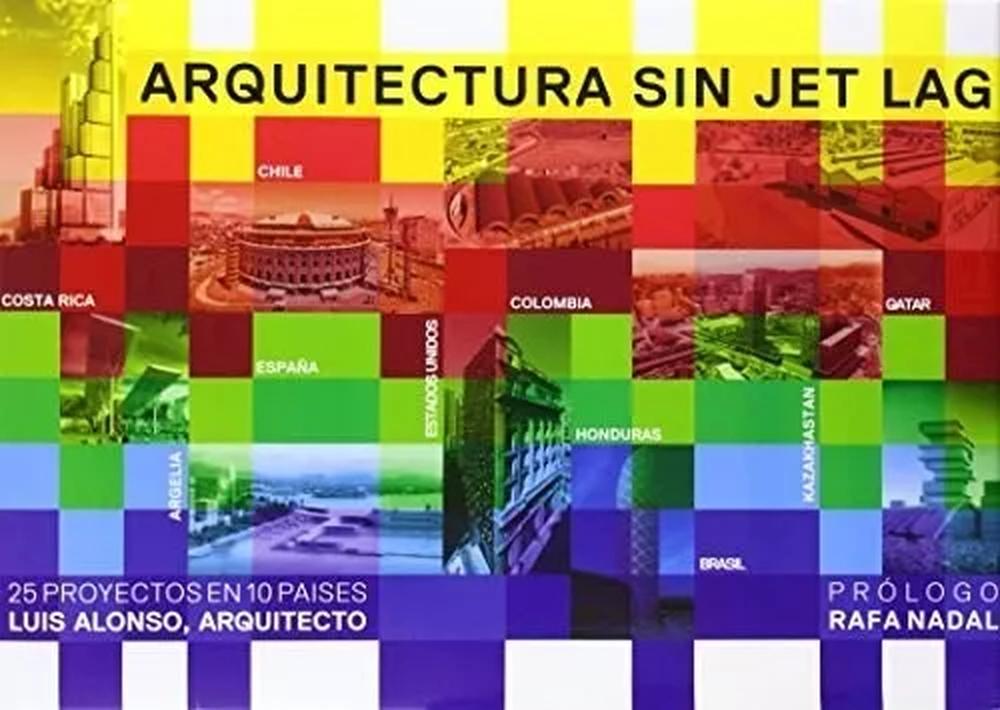 ARQUITECTURA SIN JET LAG
CHILE
COSTA RICA
COLOMBIA
QATAR
ESPAÑA
ESTADOS UNIDOS
HONDURAS
KAZAKHSTAN
ARGELIA
BRASIL
25 PROYECTOS EN 10 PAISES
LUIS ALONSO, ARQUITECTO
PRÓLOGO
RAFA NADAL